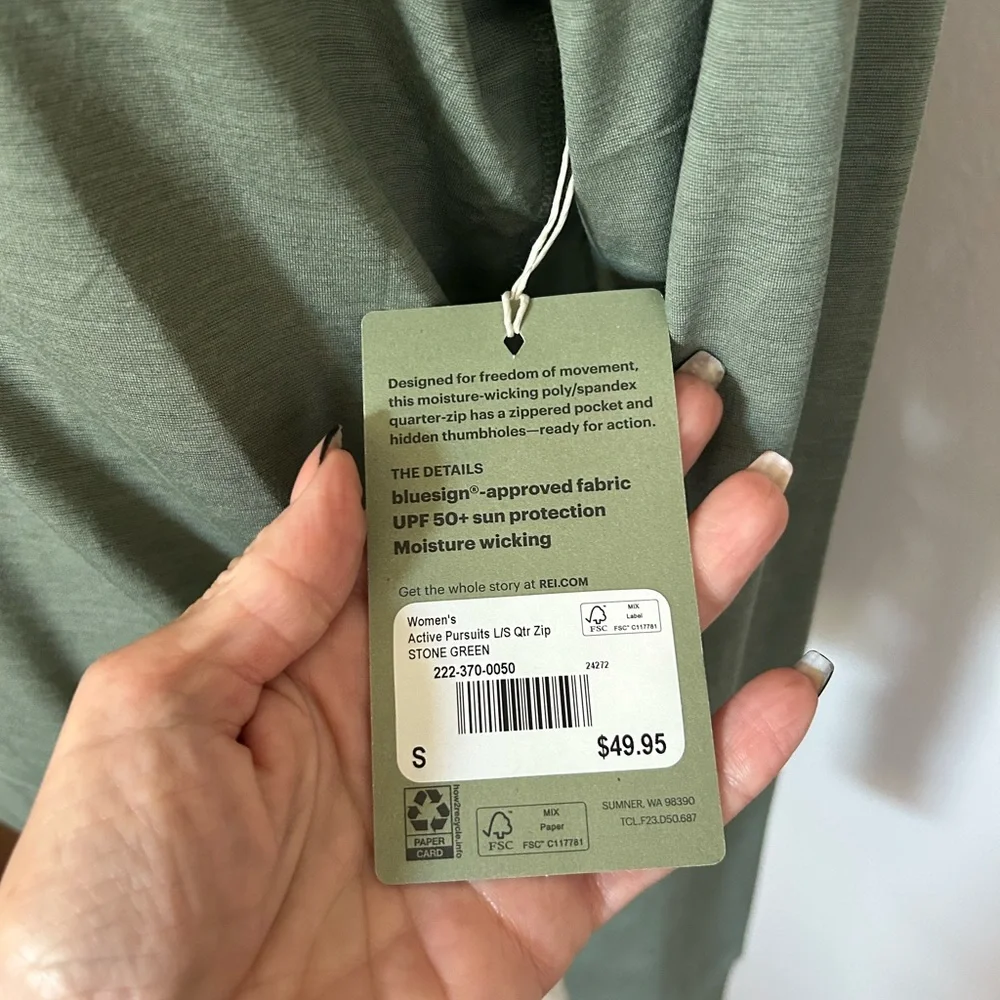 Designed for freedom of movement,
this moisture-wicking poly/spandex
quarter-zip has a zippered pocket and
hidden thumbholes—ready for action.
THE DETAILS
bluesign®-approved fabric
UPF 50+ sun protection
Moisture wicking
Get the whole story at REI.COM
Women's
Active Pursuits L/S Qtr Zip
STONE GREEN
MIX
Label
FSC
FSC® C117781
222-370-0050
24272
S
$49.95
how2recycle.info
PAPER
CARD
MIX
Paper
FSC
FSC® C117781
SUMNER, WA 98390
TCL.F23.D50.687